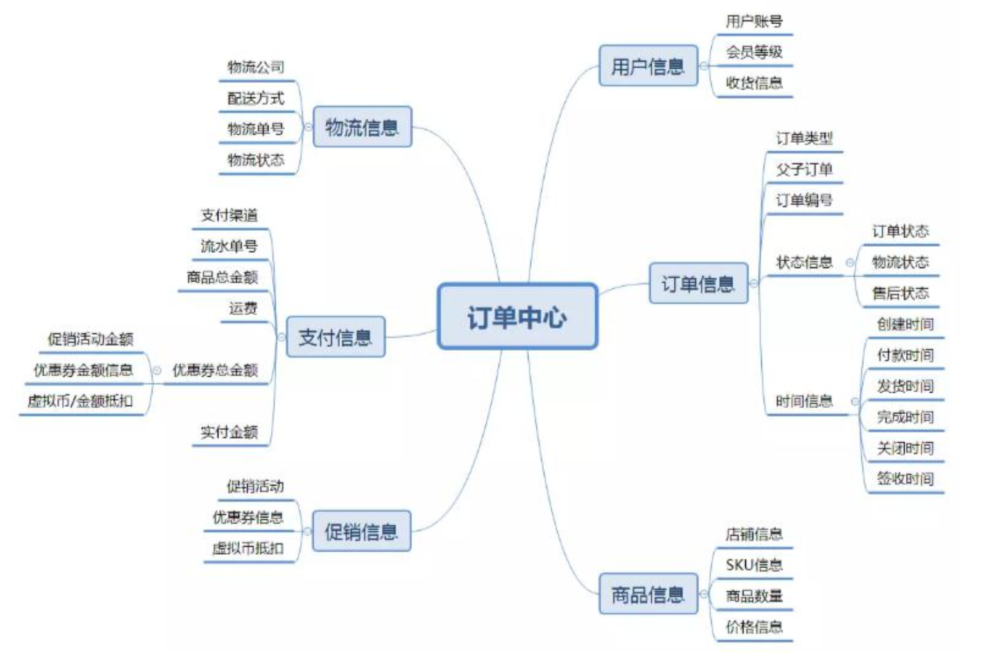 订单中心
用户信息
用户账号
会员等级
收货信息
订单信息
订单类型
父子订单
订单编号
状态信息
订单状态
物流状态
售后状态
时间信息
创建时间
付款时间
发货时间
完成时间
关闭时间
签收时间
商品信息
店铺信息
SKU信息
商品数量
价格信息
物流信息
物流公司
配送方式
物流单号
物流状态
支付信息
支付渠道
流水单号
商品总金额
运费
优惠券总金额
促销活动金额
优惠券金额信息
虚拟币/金额抵扣
实付金额
促销信息
促销活动
优惠券信息
虚拟币抵扣